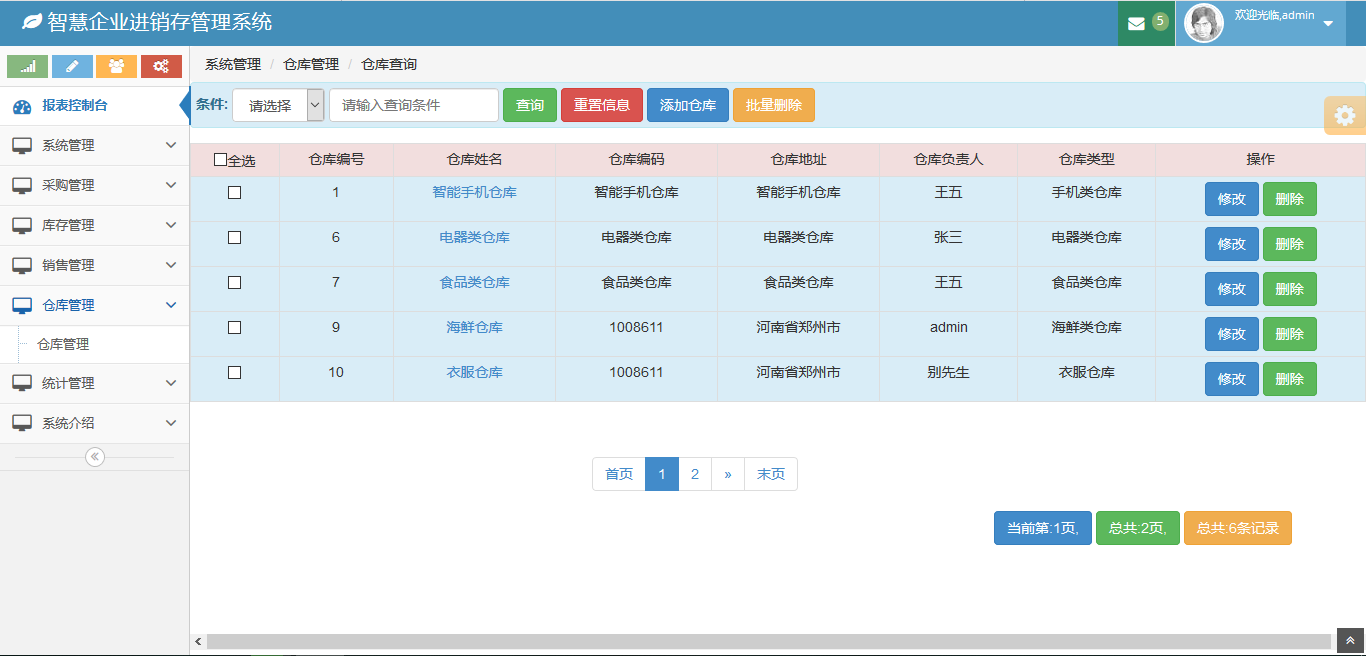 智慧企业进销存管理系统
5
欢迎光临,admin
系统管理 / 仓库管理 / 仓库查询
报表控制台
系统管理
采购管理
库存管理
销售管理
仓库管理
仓库管理
统计管理
系统介绍
条件: 请选择 请输入查询条件 查询 重置信息 添加仓库 批量删除
全选 仓库编号 仓库姓名 仓库编码 仓库地址 仓库负责人 仓库类型 操作
1 智能手机仓库 智能手机仓库 智能手机仓库 王五 手机类仓库 修改 删除
6 电器类仓库 电器类仓库 电器类仓库 张三 电器类仓库 修改 删除
7 食品类仓库 食品类仓库 食品类仓库 王五 食品类仓库 修改 删除
9 海鲜仓库 1008611 河南省郑州市 admin 海鲜类仓库 修改 删除
10 衣服仓库 1008611 河南省郑州市 别先生 衣服仓库 修改 删除
首页 1 2 » 末页
当前第:1页, 总共:2页, 总共:6条记录